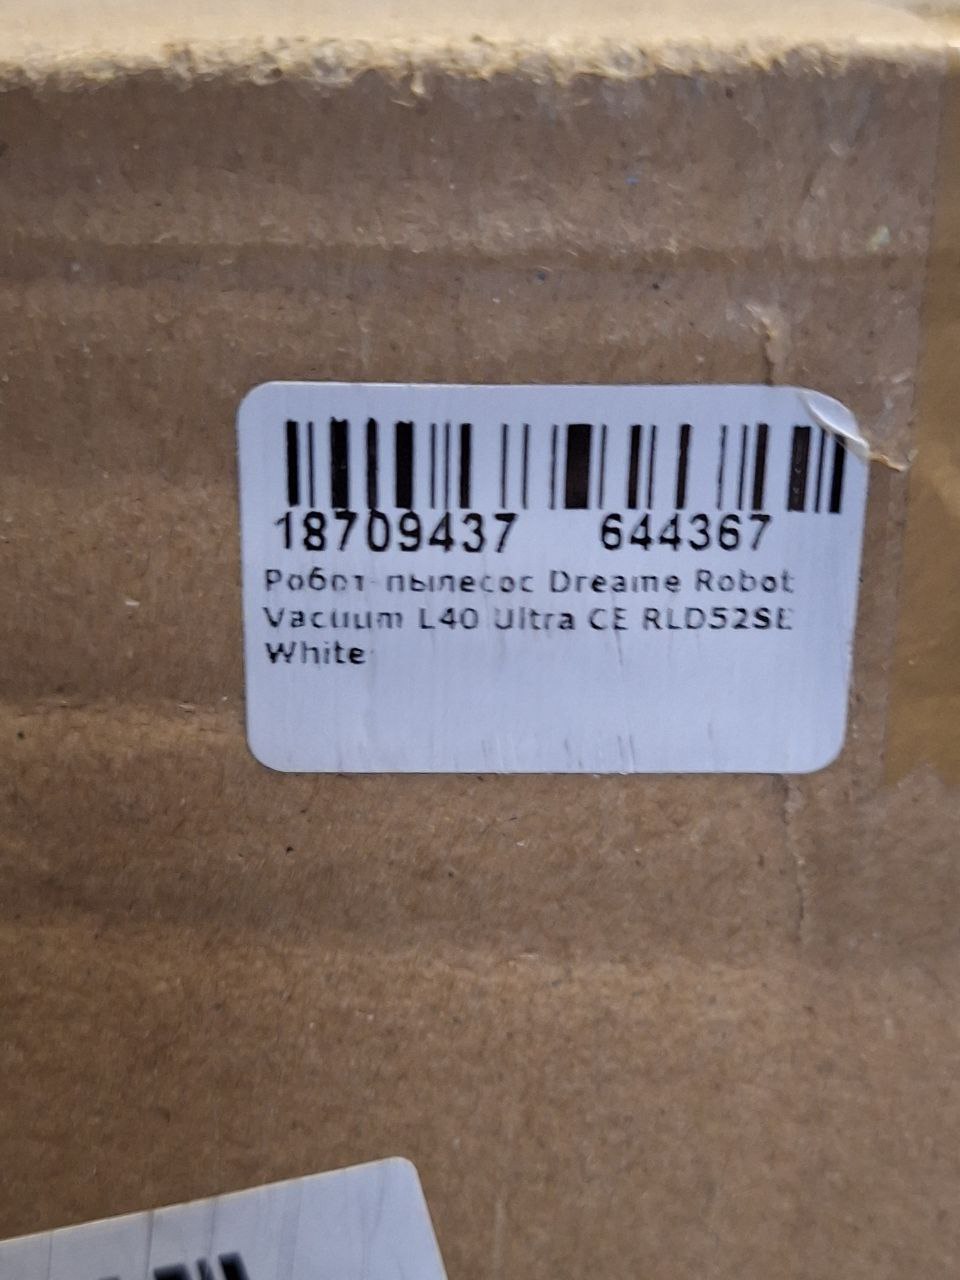 18709437 644367
Робот-пылесос Dreame Robot
Vacuum L40 Ultra CE RLD52SE
White